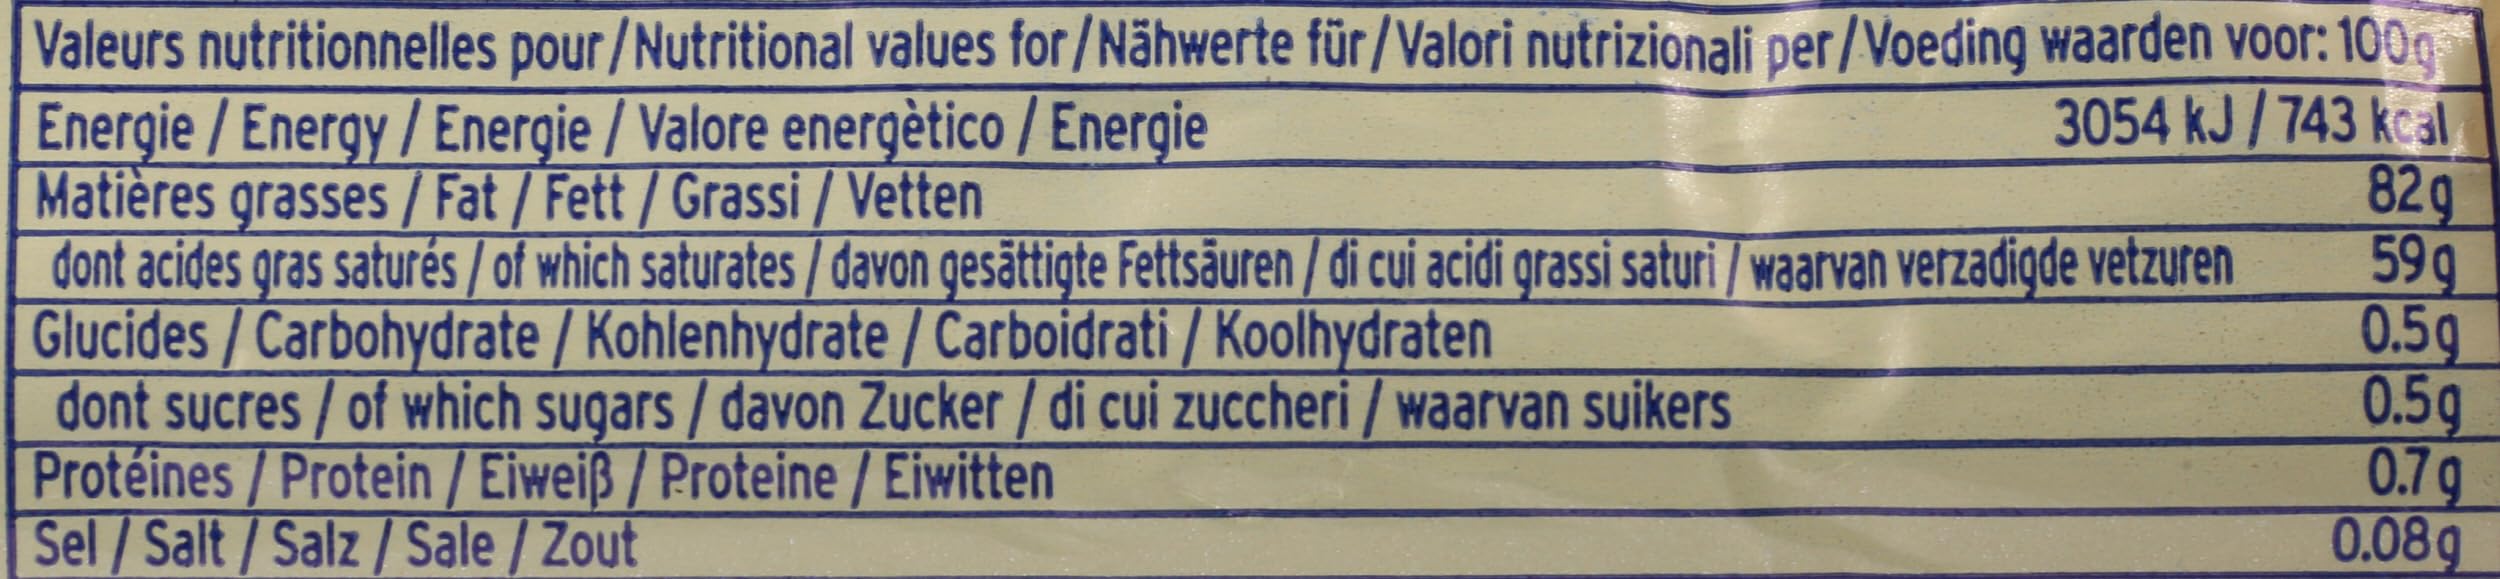 Valeurs nutritionnelles pour/Nutritional values for/Nähwerte für/Valori nutrizionali per/Voeding waarden voor: 100g
Energie / Energy / Energie / Valore energètico / Energie 3054 kJ / 743 kcal
Matières grasses / Fat / Fett / Grassi / Vetten 82g
dont acides gras saturés / of which saturates / davon gesättigte Fettsäuren / di cui acidi grassi saturi / waarvan verzadigde vetzuren 59g
Glucides / Carbohydrate / Kohlenhydrate / Carboidrati / Koolhydraten 0.5g
dont sucres / of which sugars / davon Zucker / di cui zuccheri / waarvan suikers 0.5g
Protéines / Protein / Eiweiß / Proteine / Eiwitten 0.7g
Sel / Salt / Salz / Sale / Zout 0.08g